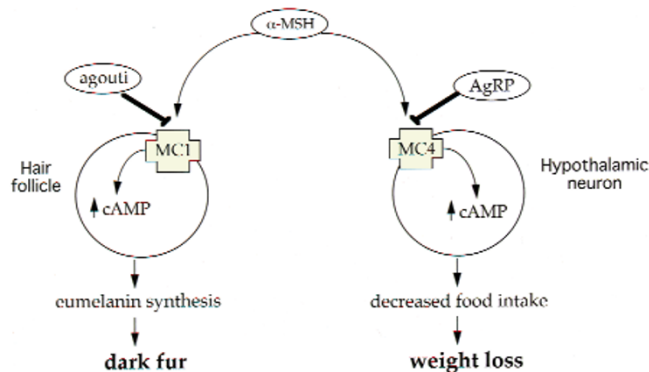 α-MSH
agouti
AgRP
MC1
MC4
Hair
follicle
Hypothalamic
neuron
cAMP
cAMP
eumelanin synthesis
decreased food intake
dark fur
weight loss